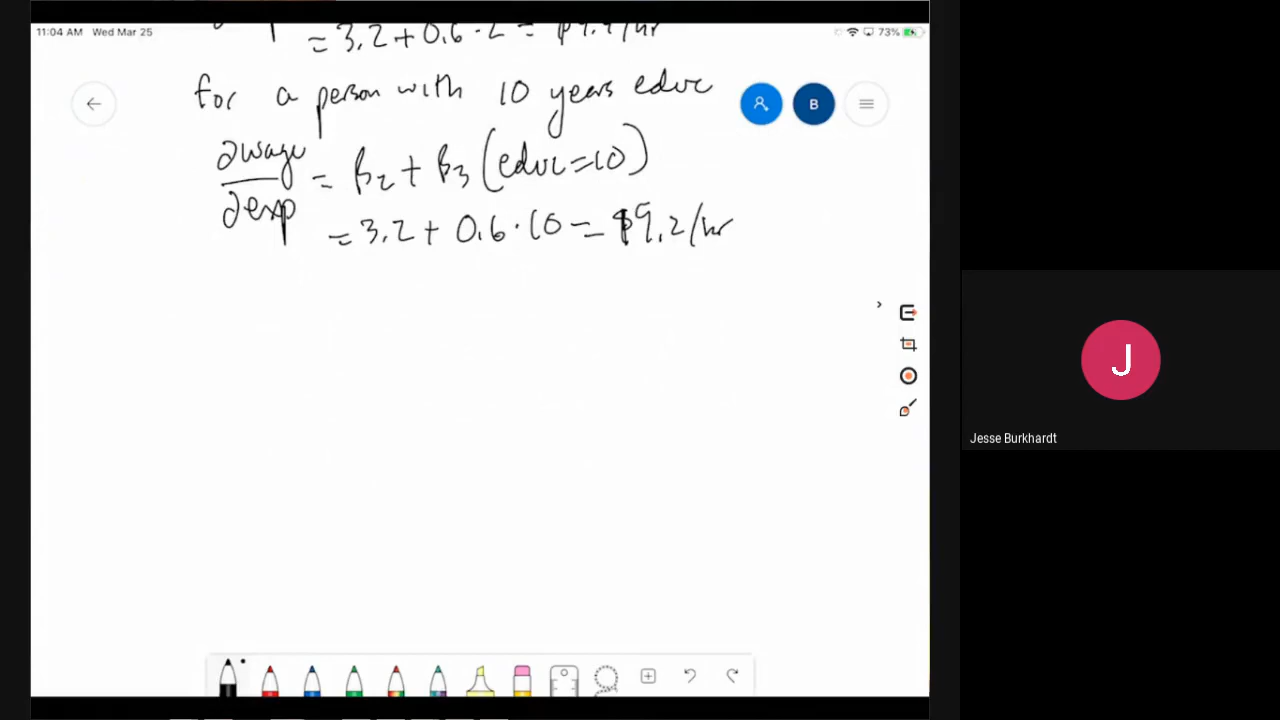 11:04 AM Wed Mar 25
73%
= 3.2 + 0.6 · 2 = $4.4/hr
for a person with 10 years educ
B
∂wage/∂exp = β₂ + β₃ (educ=10)
= 3.2 + 0.6 · 10 = $9.2/hr
J
Jesse Burkhardt